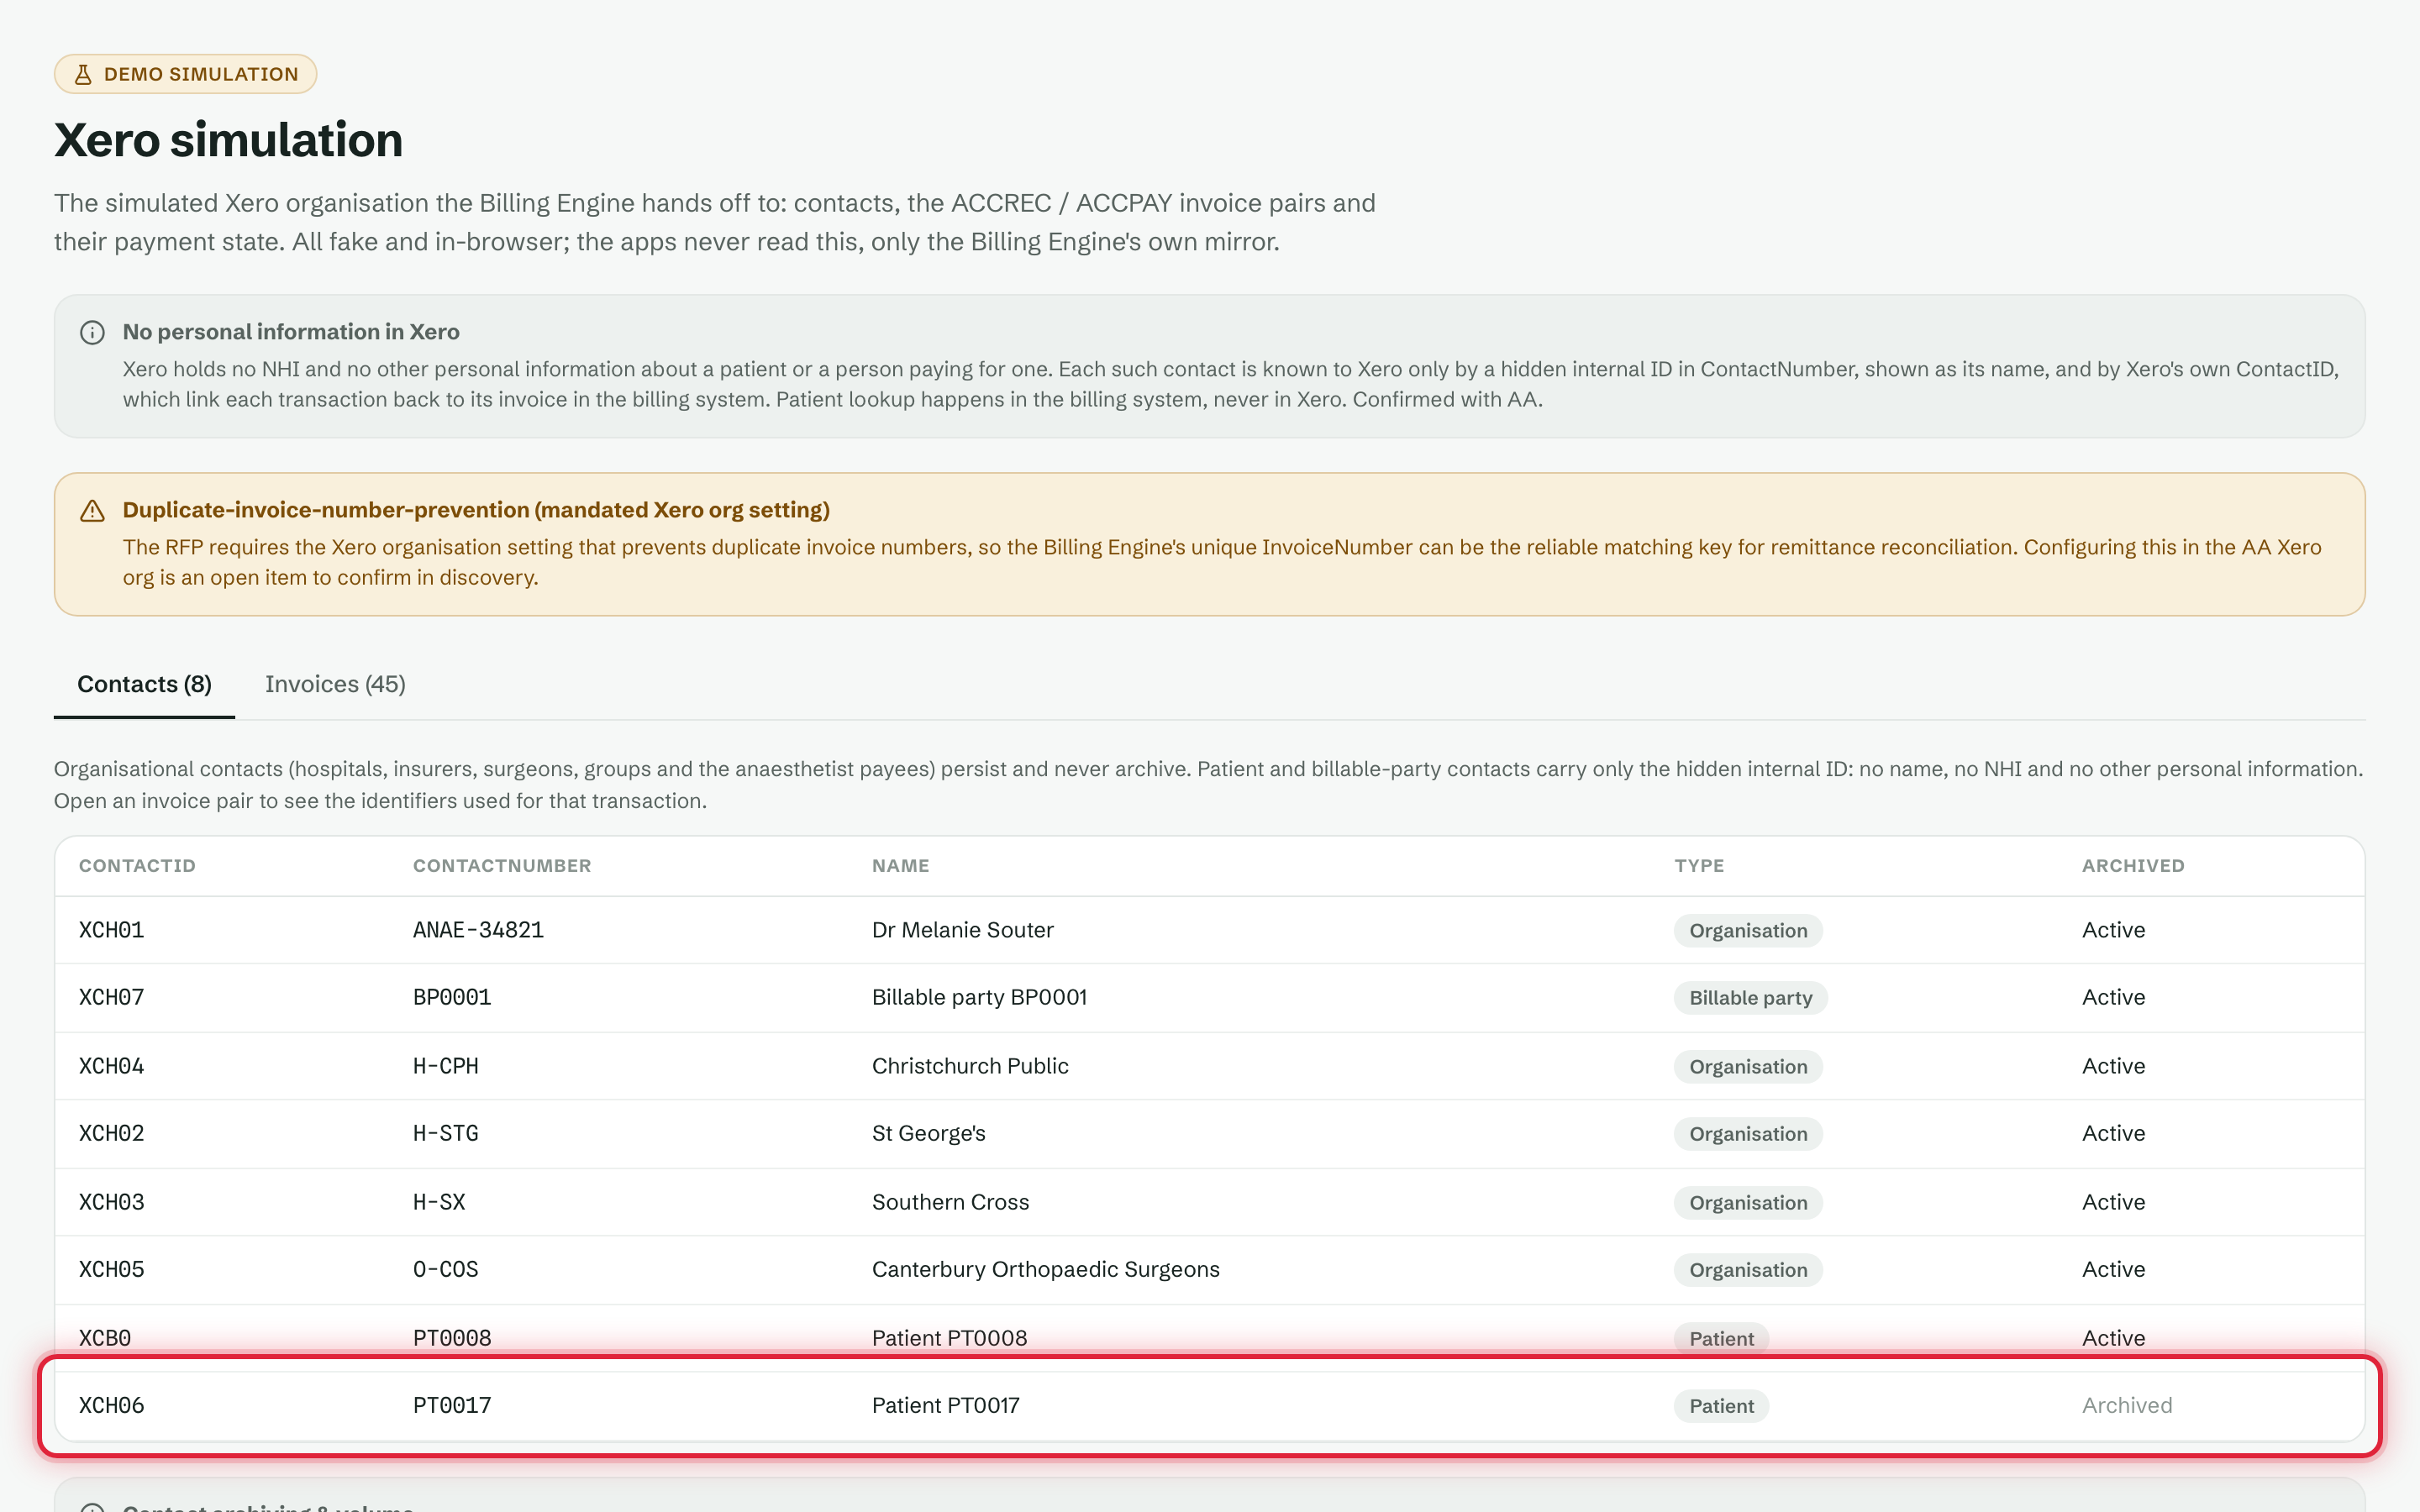 DEMO SIMULATION
Xero simulation
The simulated Xero organisation the Billing Engine hands off to: contacts, the ACCREC / ACCPAY invoice pairs and
their payment state. All fake and in-browser; the apps never read this, only the Billing Engine's own mirror.
No personal information in Xero
Xero holds no NHI and no other personal information about a patient or a person paying for one. Each such contact is known to Xero only by a hidden internal ID in ContactNumber, shown as its name, and by Xero's own ContactID,
which link each transaction back to its invoice in the billing system. Patient lookup happens in the billing system, never in Xero. Confirmed with AA.
Duplicate-invoice-number-prevention (mandated Xero org setting)
The RFP requires the Xero organisation setting that prevents duplicate invoice numbers, so the Billing Engine's unique InvoiceNumber can be the reliable matching key for remittance reconciliation. Configuring this in the AA Xero
org is an open item to confirm in discovery.
Contacts (8) Invoices (45)
Organisational contacts (hospitals, insurers, surgeons, groups and the anaesthetist payees) persist and never archive. Patient and billable-party contacts carry only the hidden internal ID: no name, no NHI and no other personal information.
Open an invoice pair to see the identifiers used for that transaction.
CONTACTID CONTACTNUMBER NAME TYPE ARCHIVED
XCH01 ANAE-34821 Dr Melanie Souter Organisation Active
XCH07 BP0001 Billable party BP0001 Billable party Active
XCH04 H-CPH Christchurch Public Organisation Active
XCH02 H-STG St George's Organisation Active
XCH03 H-SX Southern Cross Organisation Active
XCH05 O-COS Canterbury Orthopaedic Surgeons Organisation Active
XCB0 PT0008 Patient PT0008 Patient Active
XCH06 PT0017 Patient PT0017 Patient Archived
Contact archiving & volume